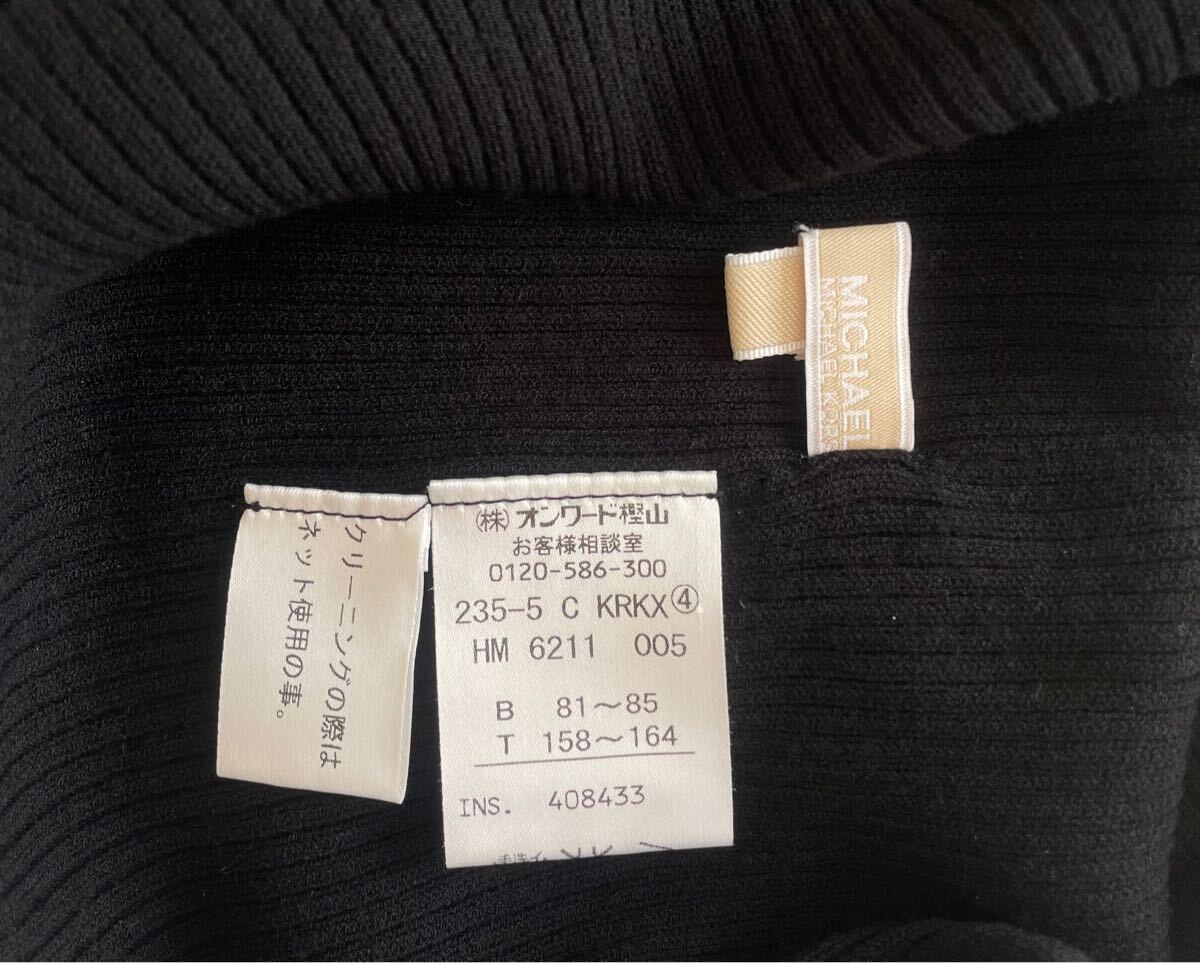 MICHAEL
MICHAEL KORS
(株)オンワード樫山
お客様相談室
0120-586-300
235-5 C KRKX④
HM 6211 005
B 81～85
T 158～164
INS. 408433
クリーニングの際は
ネット使用の事。